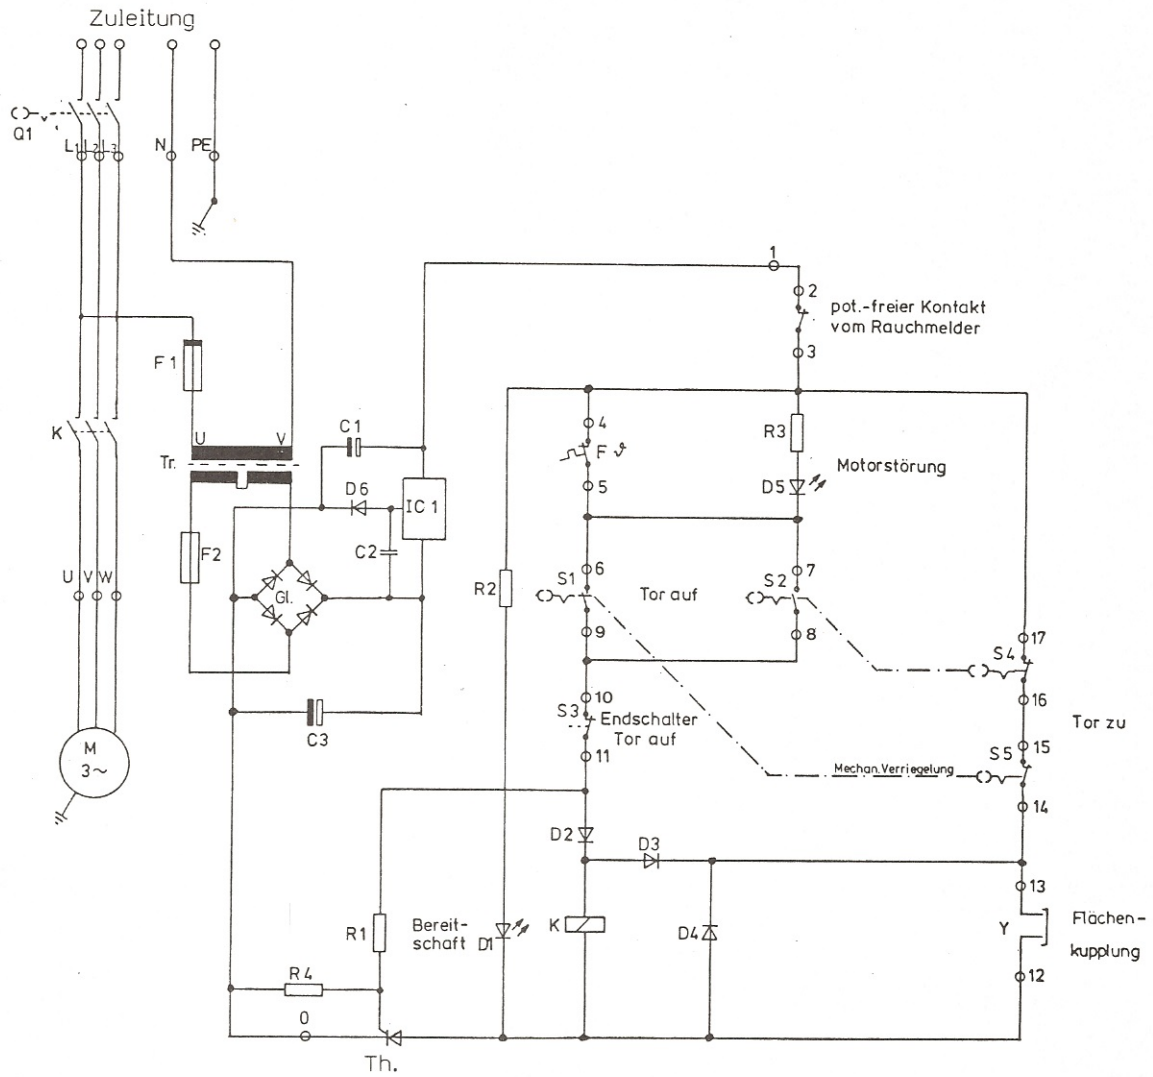 Zuleitung
Q1
L1 L2 L3
N
PE
1
2
pot.-freier Kontakt
vom Rauchmelder
3
F1
K
U
V
Tr.
C1
D6
IC 1
C2
F2
Gl.
U V W
C3
M
3~
4
F ϑ
5
R3
Motorstörung
D5
R2
S1
6
Tor auf
S2
7
9
8
17
S4
16
10
S3
Endschalter
Tor auf
11
Tor zu
15
S5
Mechan. Verriegelung
14
D2
D3
13
R1
Bereit-
schaft
D1
K
D4
Y
Flächen-
kupplung
12
R4
0
Th.